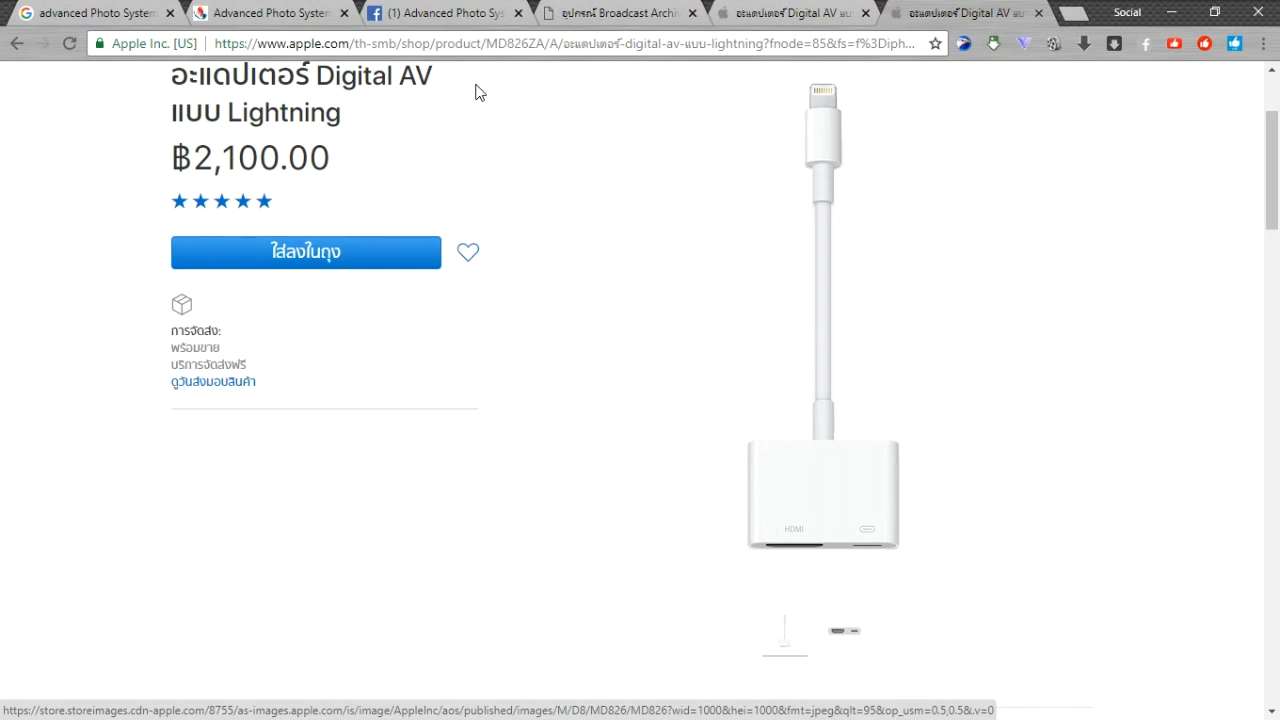 advanced Photo System
Advanced Photo System
(1) Advanced Photo Sys
อุปกรณ์ Broadcast Archi
อะแดปเตอร์ Digital AV แบบ
อะแดปเตอร์ Digital AV แบบ
Social
Apple Inc. [US]
https://www.apple.com/th-smb/shop/product/MD826ZA/A/อะแดปเตอร์-digital-av-แบบ-lightning?fnode=85&fs=f%3Diph...
อะแดปเตอร์ Digital AV
แบบ Lightning
฿2,100.00
ใส่ลงในถุง
การจัดส่ง:
พร้อมขาย
บริการจัดส่งฟรี
ดูวันส่งมอบสินค้า
HDMI
https://store.storeimages.cdn-apple.com/8755/as-images.apple.com/is/image/AppleInc/aos/published/images/M/D8/MD826/MD826?wid=1000&hei=1000&fmt=jpeg&qlt=95&op_usm=0.5,0.5&.v=0